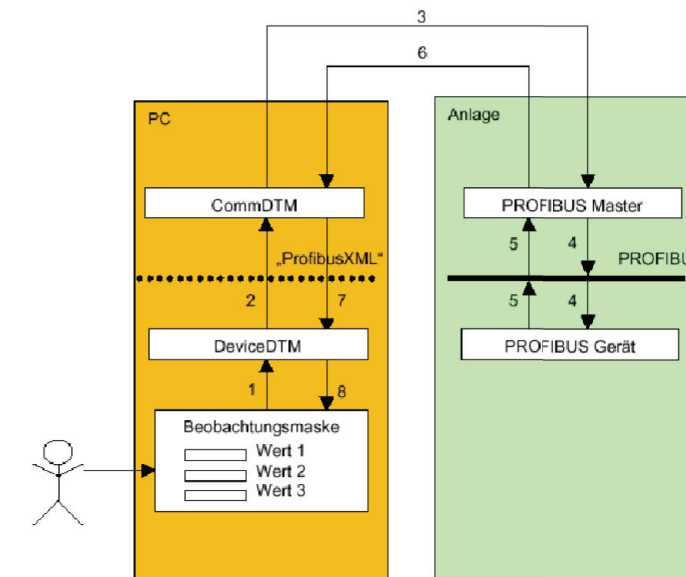 3
6
PC
Anlage
CommDTM
PROFIBUS Master
5 4
„ProfibusXML“
PROFIBU
2 7
5 4
DeviceDTM
PROFIBUS Gerät
1 8
Beobachtungsmaske
Wert 1
Wert 2
Wert 3